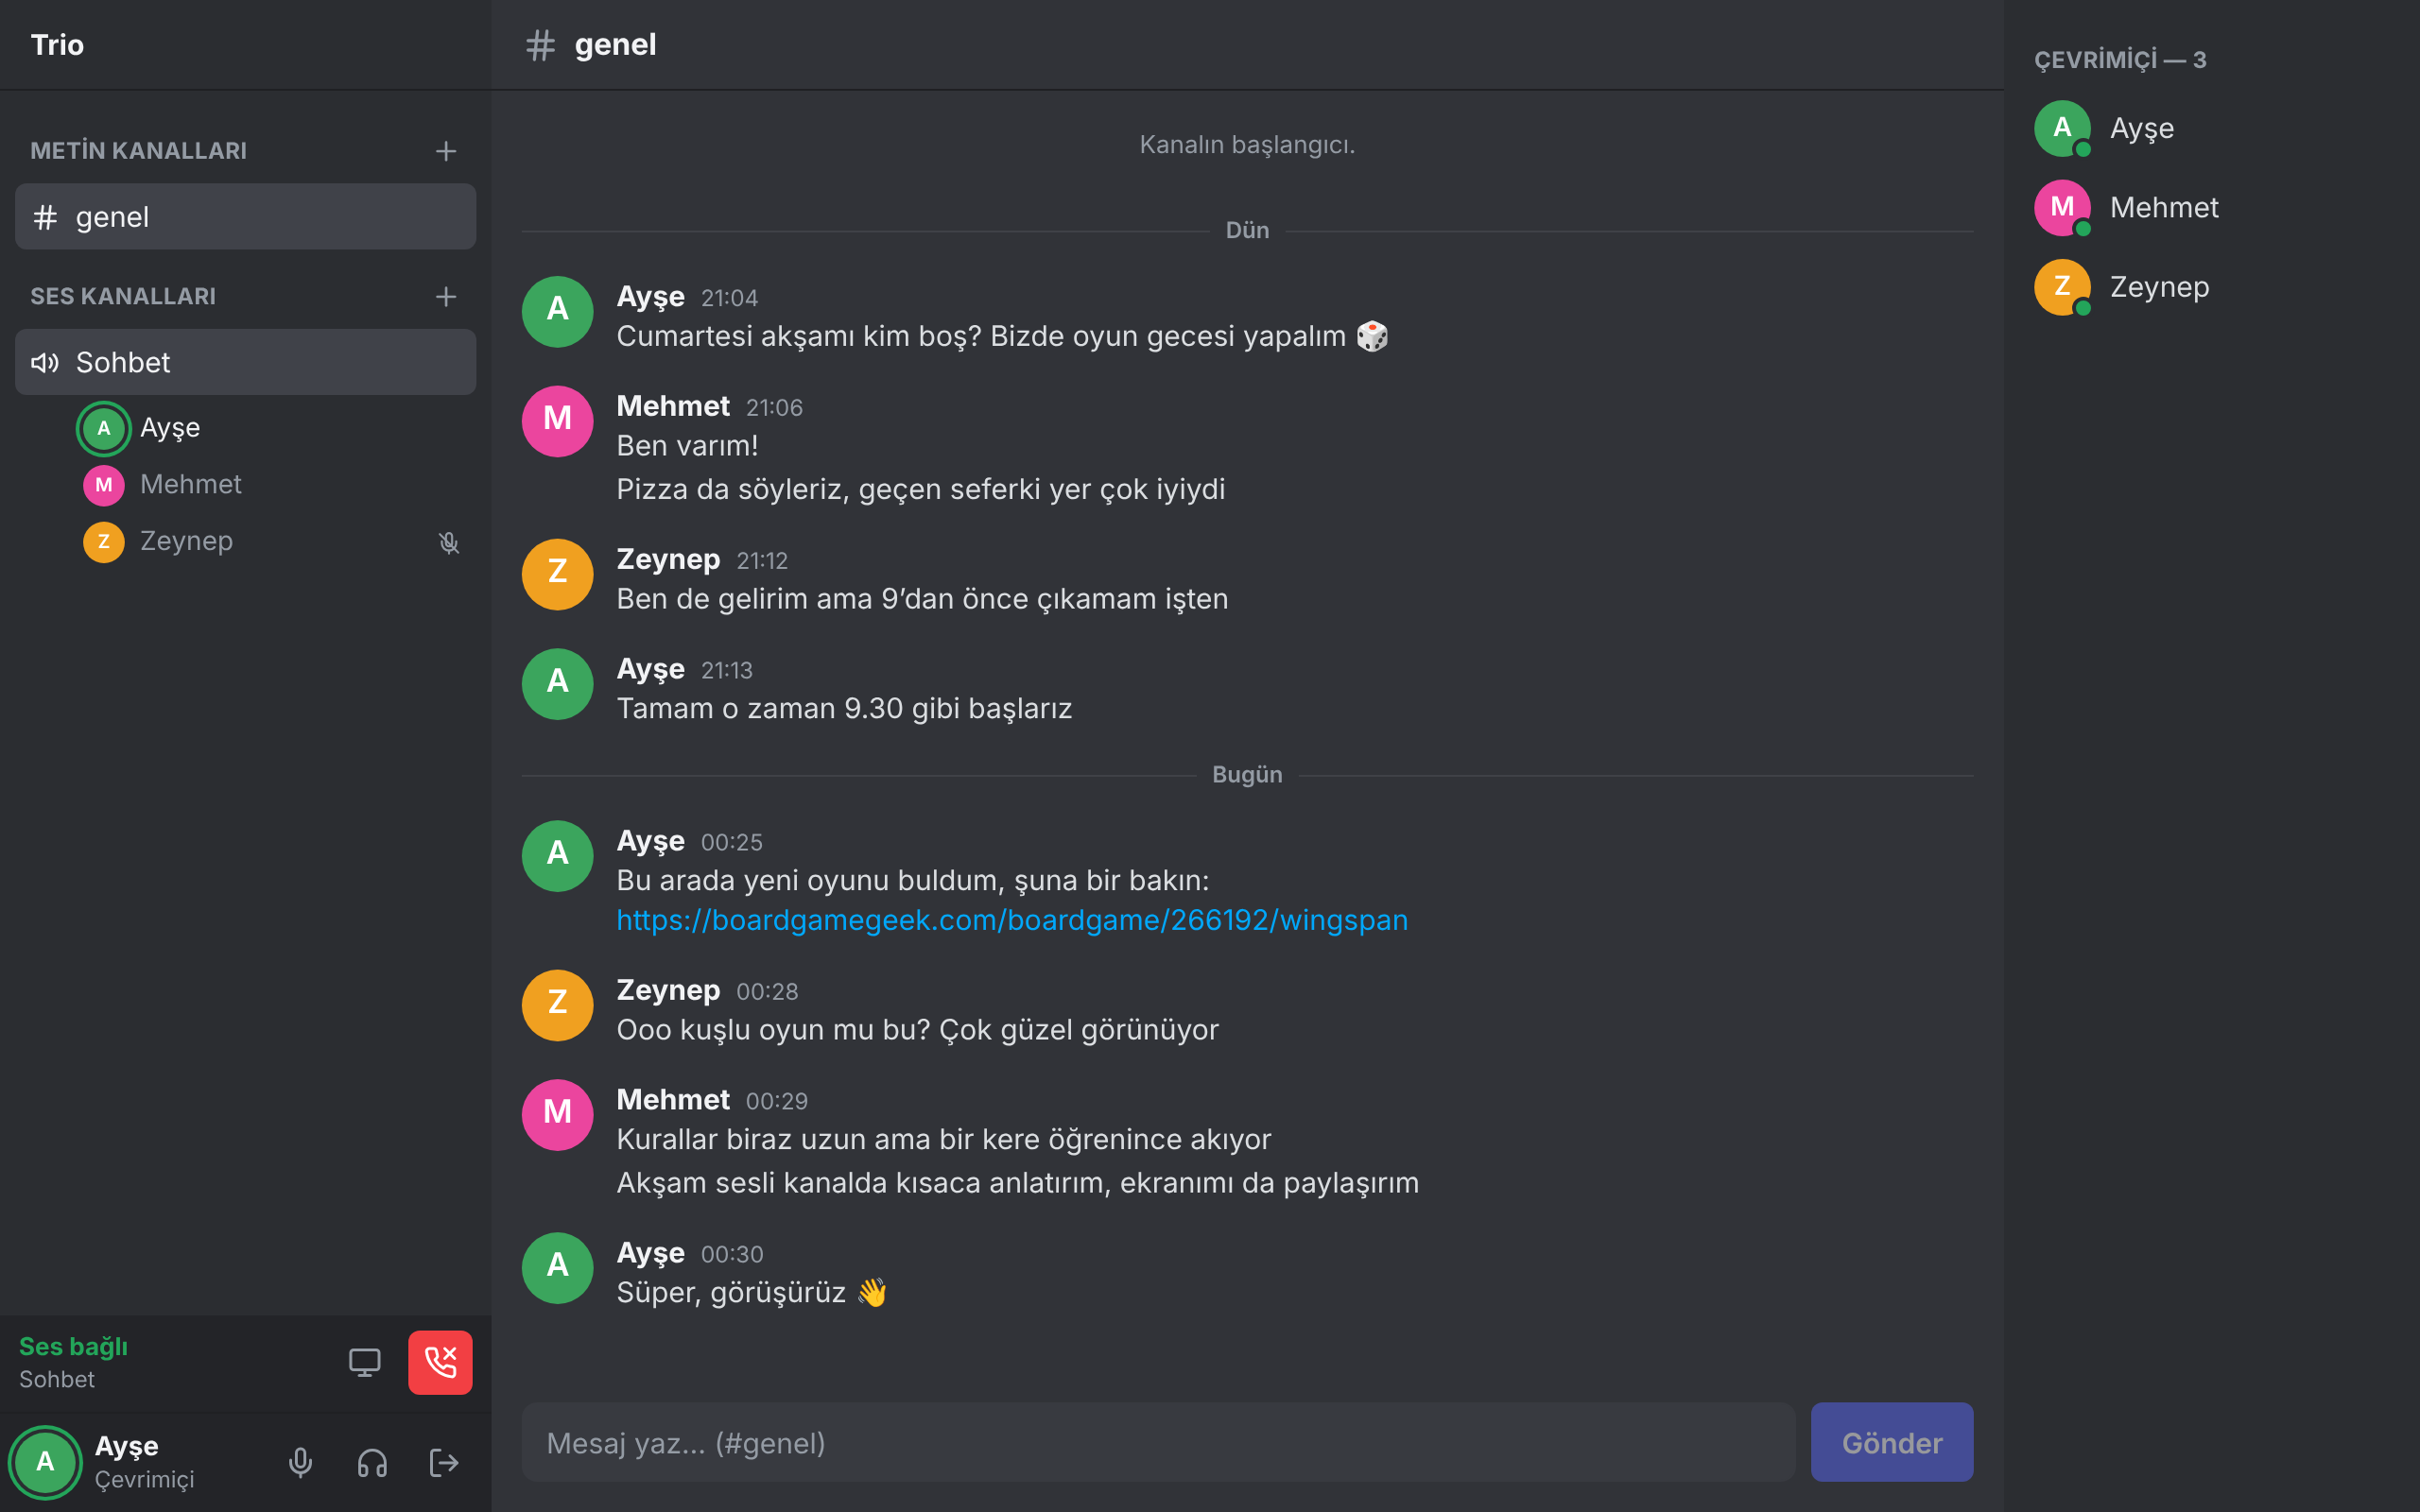 Trio
METİN KANALLARI
# genel
SES KANALLARI
Sohbet
A Ayşe
M Mehmet
Z Zeynep
Ses bağlı
Sohbet
A Ayşe
Çevrimiçi
# genel
Kanalın başlangıcı.
Dün
A Ayşe 21:04
Cumartesi akşamı kim boş? Bizde oyun gecesi yapalım 🎲
M Mehmet 21:06
Ben varım!
Pizza da söyleriz, geçen seferki yer çok iyiydi
Z Zeynep 21:12
Ben de gelirim ama 9’dan önce çıkamam işten
A Ayşe 21:13
Tamam o zaman 9.30 gibi başlarız
Bugün
A Ayşe 00:25
Bu arada yeni oyunu buldum, şuna bir bakın:
https://boardgamegeek.com/boardgame/266192/wingspan
Z Zeynep 00:28
Ooo kuşlu oyun mu bu? Çok güzel görünüyor
M Mehmet 00:29
Kurallar biraz uzun ama bir kere öğrenince akıyor
Akşam sesli kanalda kısaca anlatırım, ekranımı da paylaşırım
A Ayşe 00:30
Süper, görüşürüz 👋
Mesaj yaz... (#genel)
Gönder
ÇEVRİMİÇİ — 3
A Ayşe
M Mehmet
Z Zeynep